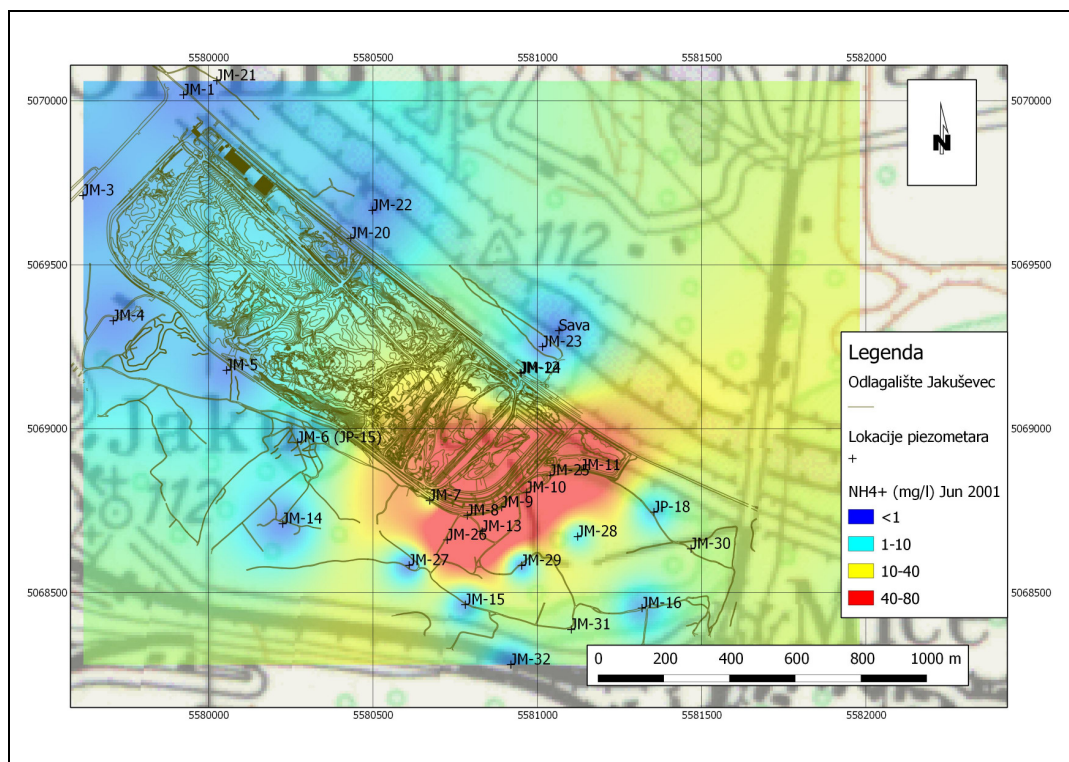 5580000 5580500 5581000 5581500 5582000
JM-21
JM-1
5070000 5070000
N
JM-3
JM-22
JM-20
112
5069500 5069500
Sava
JM-4
JM-23
JM-5
Legenda
Odlagalište Jakuševec
Lokacije piezometara
NH4+ (mg/l) Jun 2001
<1
1-10
10-40
40-80
Jak
5069000 5069000
JM-6 (JP-15)
JM-11
JM-25
JM-10
JM-7
JM-9
JM-8
112
JP-18
JM-14
JM-13
JM-26
JM-28
JM-30
JM-27
JM-29
5068500 5068500
JM-15
JM-16
JM-31
JM-32
0 200 400 600 800 1000 m
5580000 5580500 5581000 5581500 5582000